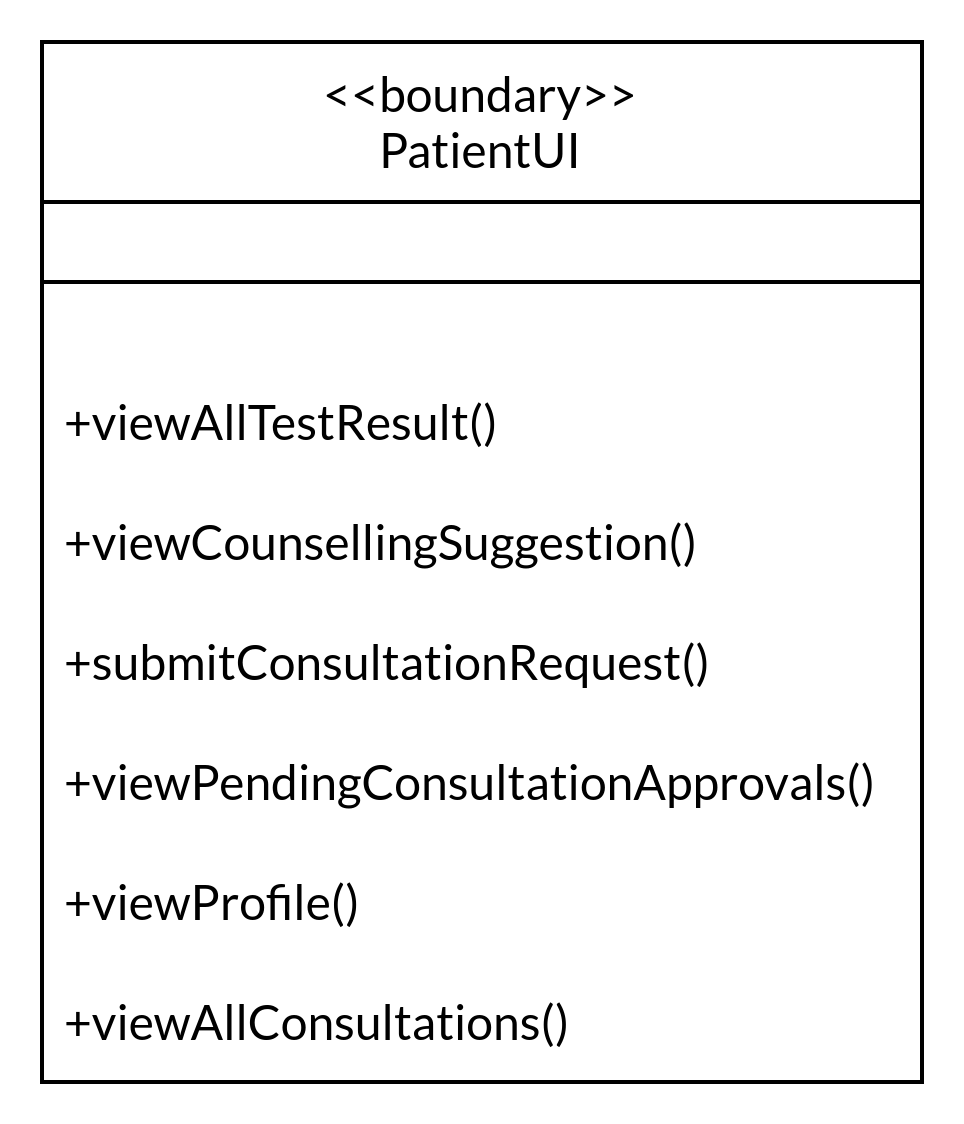 <<boundary>>
PatientUI
+viewAllTestResult()
+viewCounsellingSuggestion()
+submitConsultationRequest()
+viewPendingConsultationApprovals()
+viewProfile()
+viewAllConsultations()